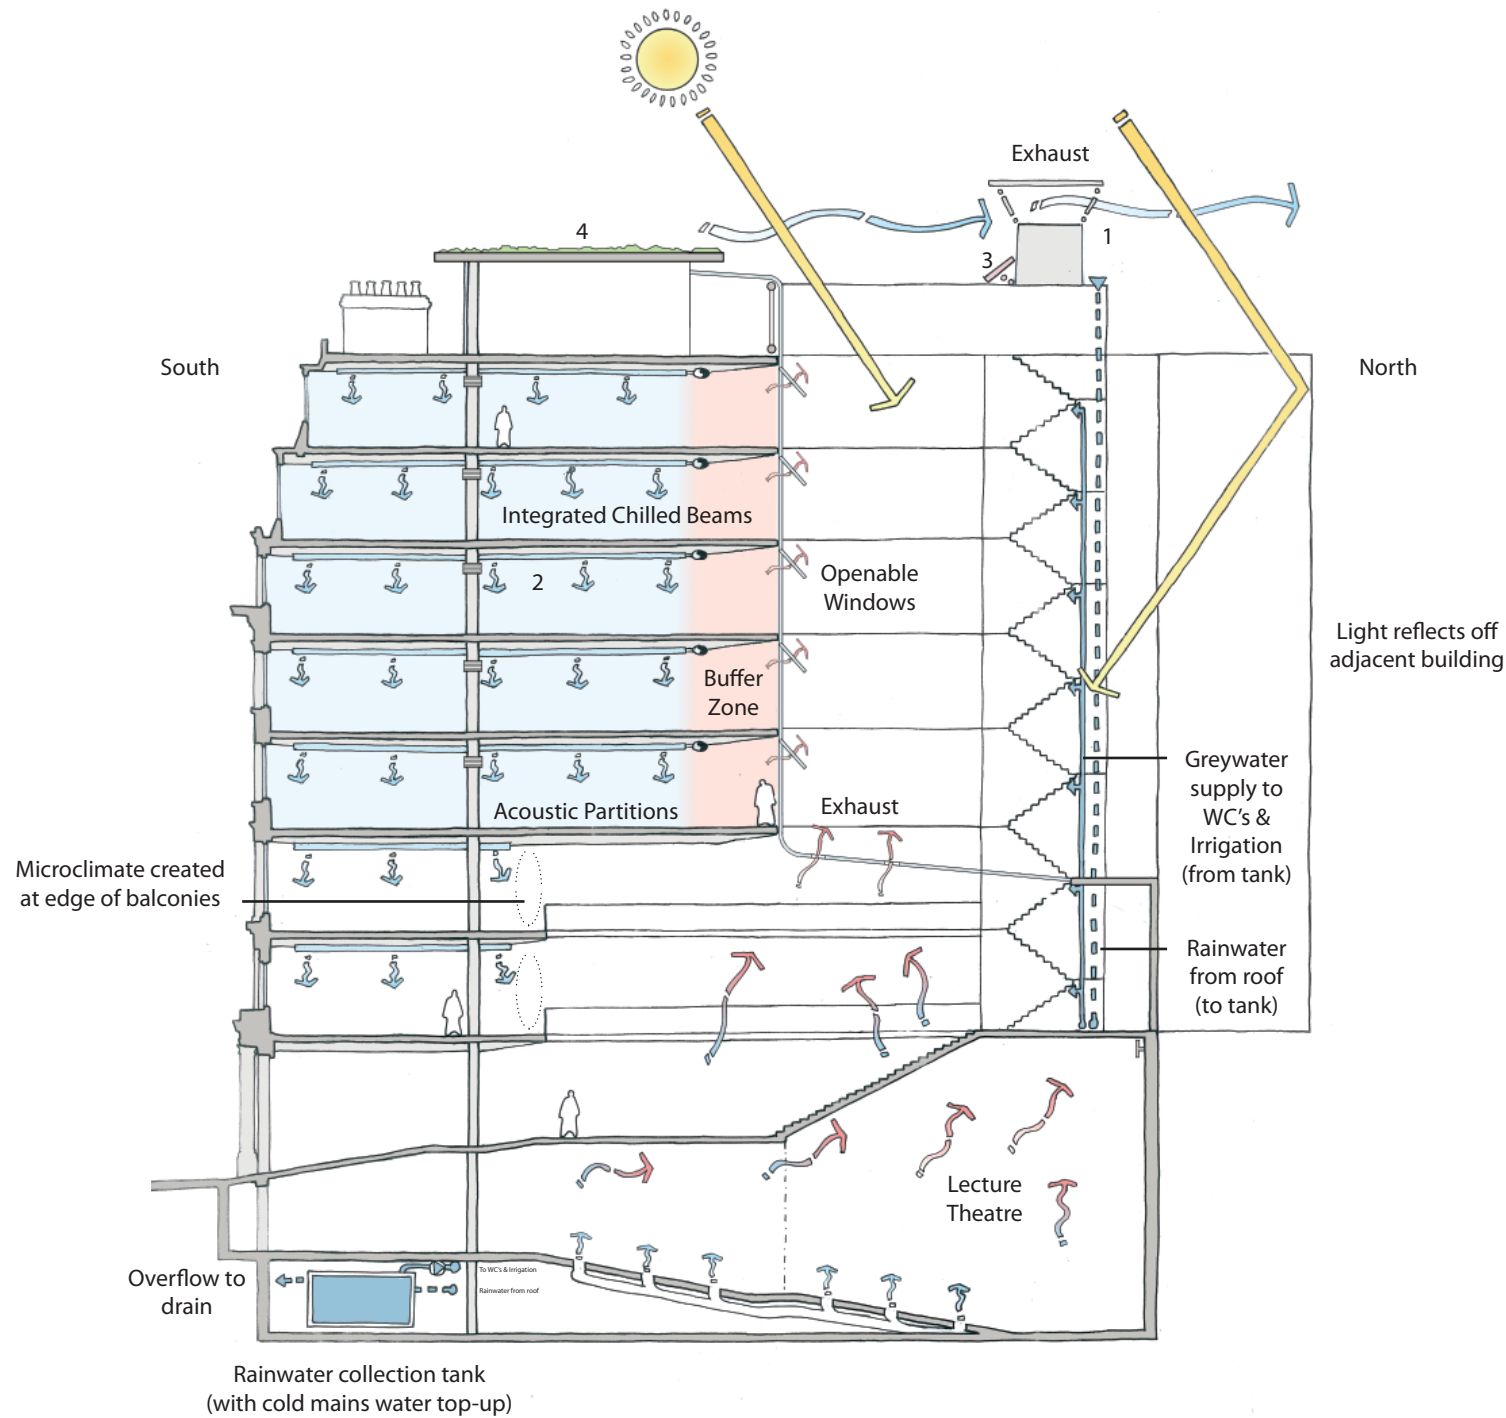 Exhaust
1
4
3
South
North
Integrated Chilled Beams
2
Openable
Windows
Light reflects off
adjacent building
Buffer
Zone
Greywater
supply to
WC's &
Irrigation
(from tank)
Acoustic Partitions
Exhaust
Microclimate created
at edge of balconies
Rainwater
from roof
(to tank)
Lecture
Theatre
Overflow to
drain
To WC's & Irrigation
Rainwater from roof
Rainwater collection tank
(with cold mains water top-up)